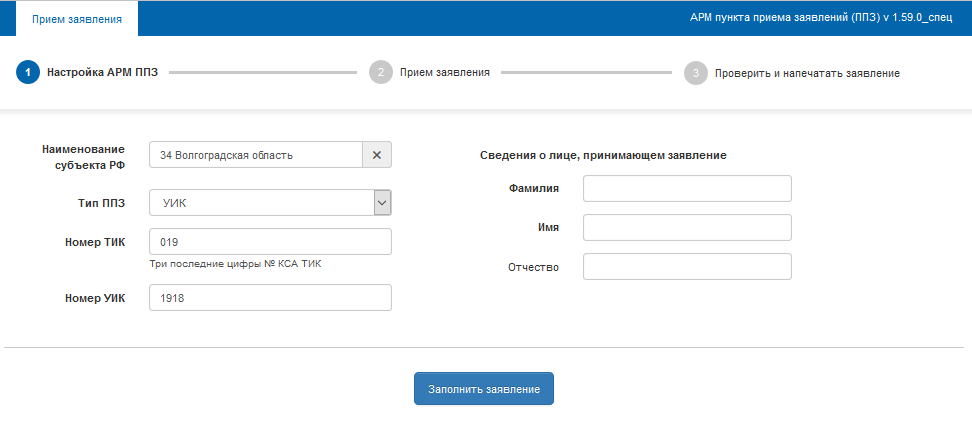 Прием заявления
АРМ пункта приема заявлений (ППЗ) v 1.59.0_спец
1 Настройка АРМ ППЗ
2 Прием заявления
3 Проверить и напечатать заявление
Наименование
субъекта РФ
34 Волгоградская область
Тип ППЗ
УИК
Номер ТИК
019
Три последние цифры № КСА ТИК
Номер УИК
1918
Сведения о лице, принимающем заявление
Фамилия
Имя
Отчество
Заполнить заявление